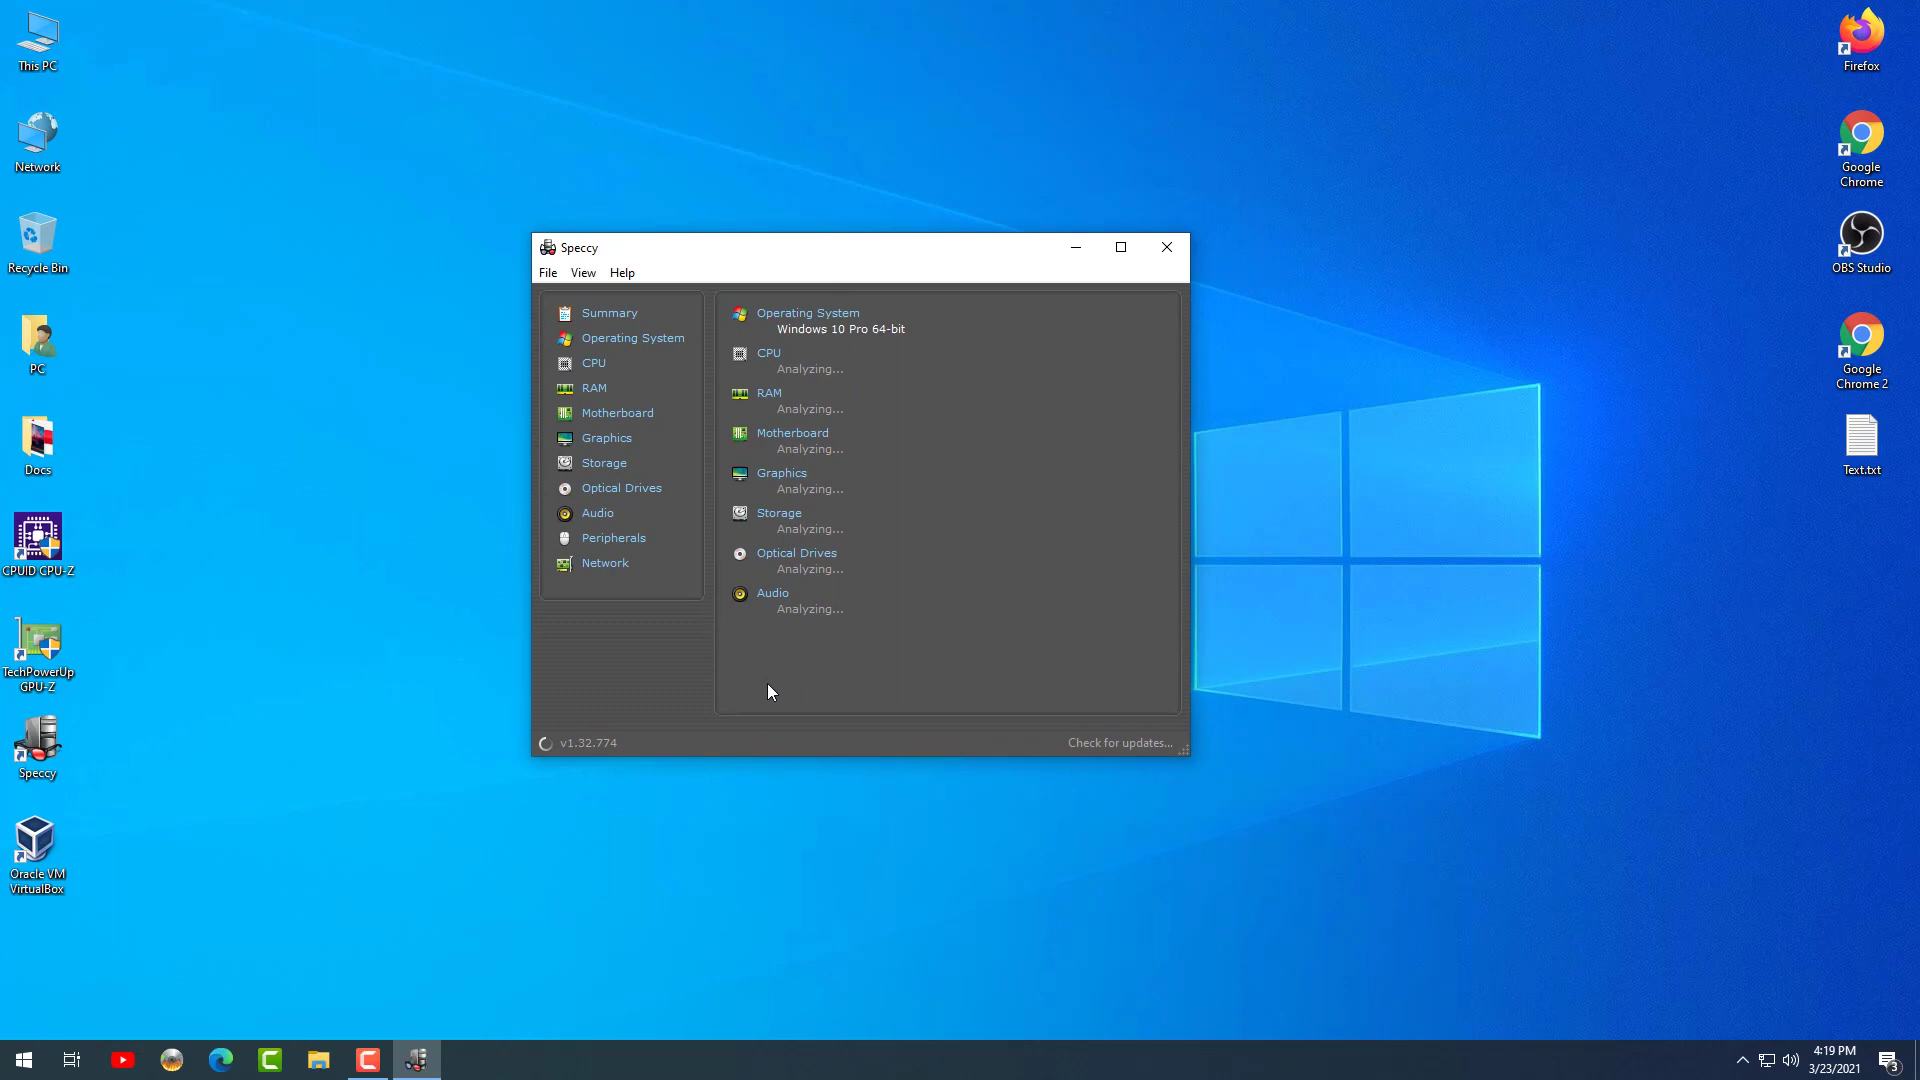 This PC
Network
Recycle Bin
PC
Docs
CPUID CPU-Z
TechPowerUp
GPU-Z
Speccy
Oracle VM
VirtualBox
Speccy
File View Help
Summary
Operating System
CPU
RAM
Motherboard
Graphics
Storage
Optical Drives
Audio
Peripherals
Network
Operating System
Windows 10 Pro 64-bit
CPU
Analyzing...
RAM
Analyzing...
Motherboard
Analyzing...
Graphics
Analyzing...
Storage
Analyzing...
Optical Drives
Analyzing...
Audio
Analyzing...
v1.32.774
Check for updates...
Firefox
Google
Chrome
OBS Studio
Google
Chrome 2
Text.txt
4:19 PM
3/23/2021
3